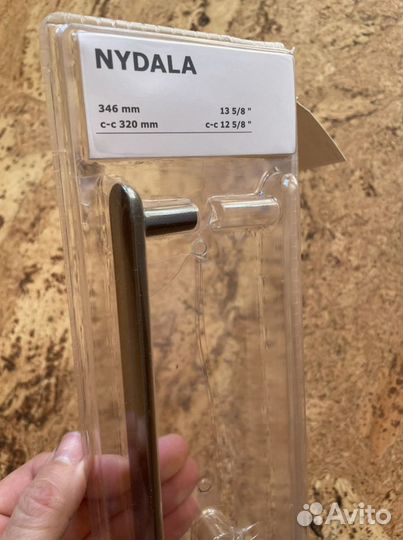 NYDALA
346 mm 13 5/8 "
c-c 320 mm c-c 12 5/8 "
Avito